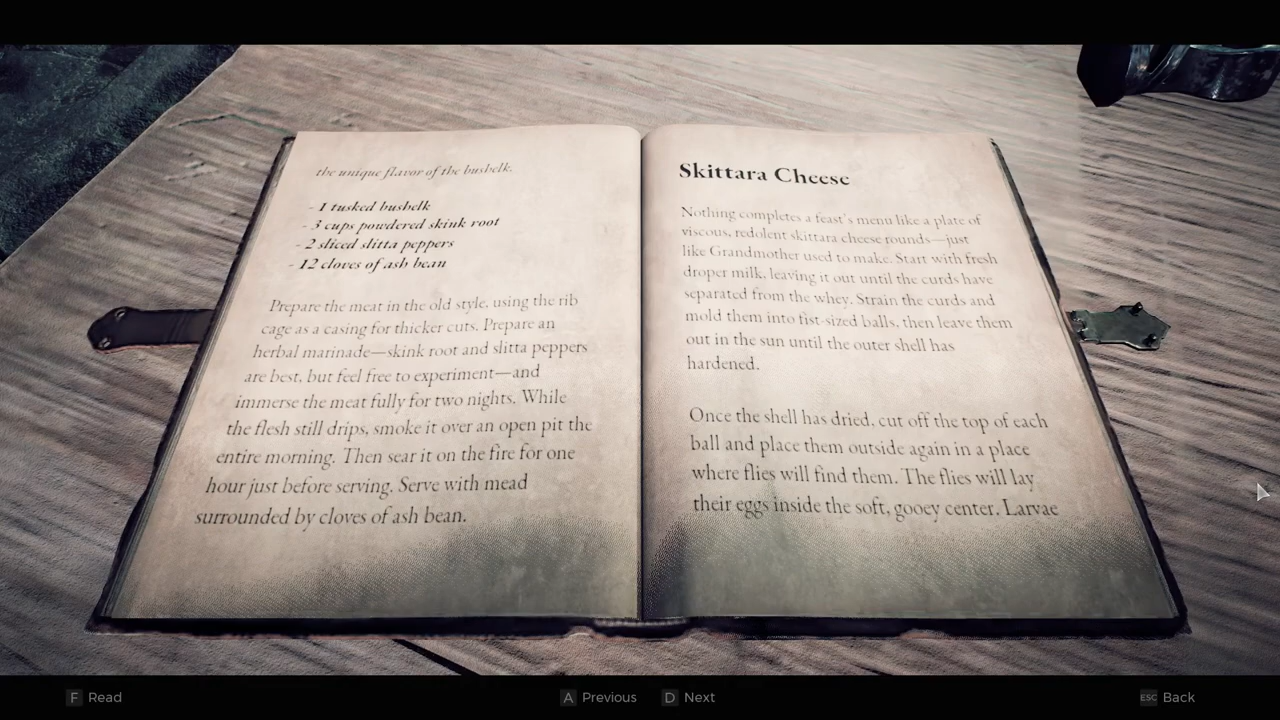 the unique flavor of the bushelk.
- 1 tusked bushelk
- 3 cups powdered skink root
- 2 sliced slitta peppers
- 12 cloves of ash bean
Prepare the meat in the old style, using the rib
cage as a casing for thicker cuts. Prepare an
herbal marinade—skink root and slitta peppers
are best, but feel free to experiment—and
immerse the meat fully for two nights. While
the flesh still drips, smoke it over an open pit the
entire morning. Then sear it on the fire for one
hour just before serving. Serve with mead
surrounded by cloves of ash bean.
Skittara Cheese
Nothing completes a feast's menu like a plate of
viscous, redolent skittara cheese rounds—just
like Grandmother used to make. Start with fresh
droper milk, leaving it out until the curds have
separated from the whey. Strain the curds and
mold them into fist-sized balls, then leave them
out in the sun until the outer shell has
hardened.
Once the shell has dried, cut off the top of each
ball and place them outside again in a place
where flies will find them. The flies will lay
their eggs inside the soft, gooey center. Larvae
F Read
A Previous
D Next
ESC Back